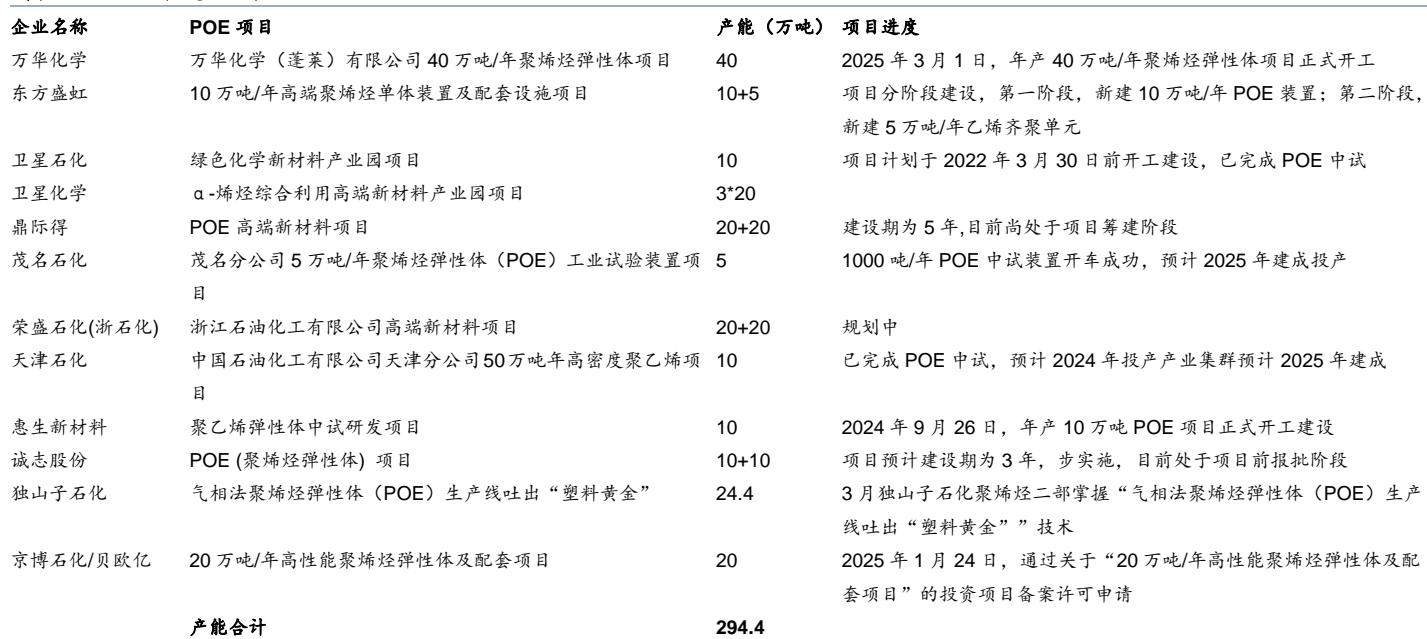 企业名称 POE 项目 产能（万吨） 项目进度
万华化学 万华化学（蓬莱）有限公司 40 万吨/年聚烯烃弹性体项目 40 2025 年 3 月 1 日，年产 40 万吨/年聚烯烃弹性体项目正式开工
东方盛虹 10 万吨/年高端聚烯烃单体装置及配套设施项目 10+5 项目分阶段建设，第一阶段，新建 10 万吨/年 POE 装置；第二阶段，
新建 5 万吨/年乙烯齐聚单元
卫星石化 绿色化学新材料产业园项目 10 项目计划于 2022 年 3 月 30 日前开工建设，已完成 POE 中试
卫星化学 α-烯烃综合利用高端新材料产业园项目 3*20
鼎际得 POE 高端新材料项目 20+20 建设期为 5 年,目前尚处于项目筹建阶段
茂名石化 茂名分公司 5 万吨/年聚烯烃弹性体（POE）工业试验装置项 5 1000 吨/年 POE 中试装置开车成功，预计 2025 年建成投产
目
荣盛石化(浙石化) 浙江石油化工有限公司高端新材料项目 20+20 规划中
天津石化 中国石油化工有限公司天津分公司 50 万吨年高密度聚乙烯项 10 已完成 POE 中试，预计 2024 年投产产业集群预计 2025 年建成
目
惠生新材料 聚乙烯弹性体中试研发项目 10 2024 年 9 月 26 日，年产 10 万吨 POE 项目正式开工建设
诚志股份 POE (聚烯烃弹性体) 项目 10+10 项目预计建设期为 3 年，步实施，目前处于项目前报批阶段
独山子石化 气相法聚烯烃弹性体（POE）生产线吐出“塑料黄金” 24.4 3 月独山子石化聚烯烃二部掌握“气相法聚烯烃弹性体（POE）生产
线吐出“塑料黄金””技术
京博石化/贝欧亿 20 万吨/年高性能聚烯烃弹性体及配套项目 20 2025 年 1 月 24 日，通过关于“20 万吨/年高性能聚烯烃弹性体及配
套项目”的投资项目备案许可申请
产能合计 294.4